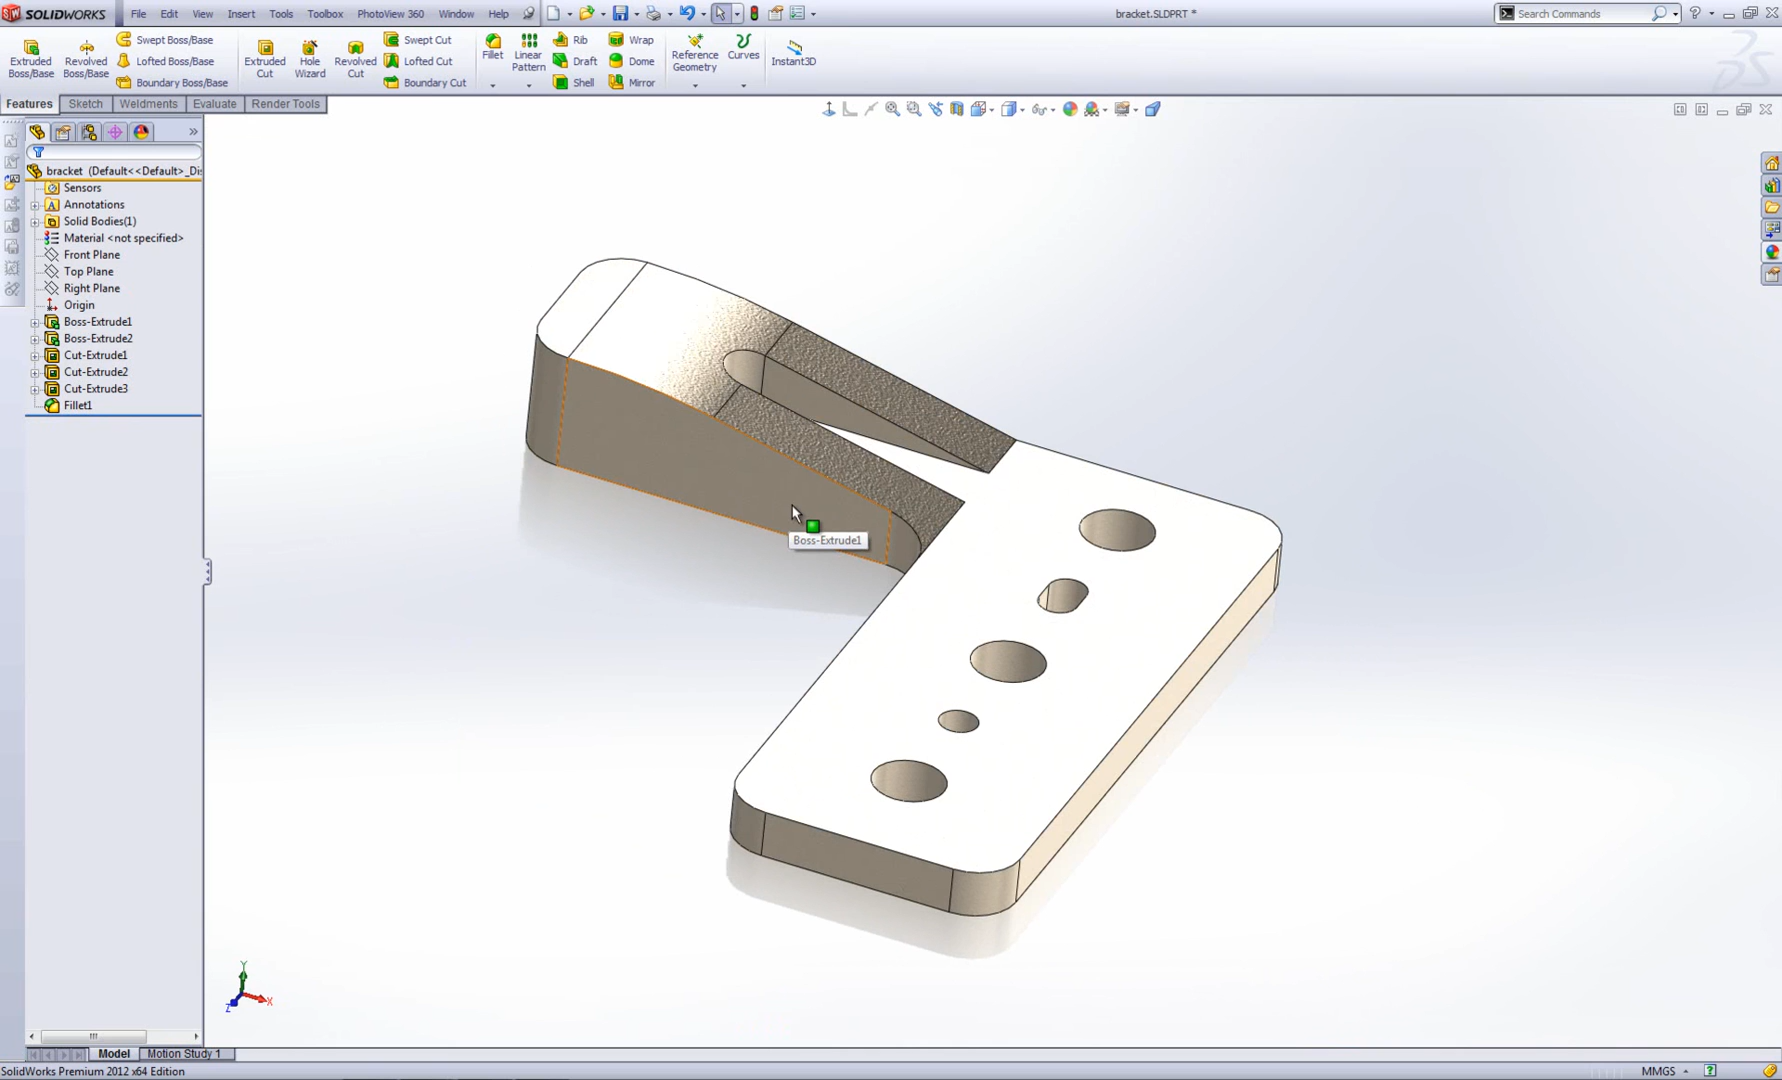 SW SOLIDWORKS File Edit View Insert Tools Toolbox PhotoView 360 Window Help bracket.SLDPRT * Search Commands
Extruded Boss/Base
Revolved Boss/Base
Swept Boss/Base
Lofted Boss/Base
Boundary Boss/Base
Extruded Cut
Hole Wizard
Revolved Cut
Swept Cut
Lofted Cut
Boundary Cut
Fillet
Linear Pattern
Rib
Draft
Shell
Wrap
Dome
Mirror
Reference Geometry
Curves
Instant3D
Features Sketch Weldments Evaluate Render Tools
bracket (Default<<Default>_Dis
Sensors
Annotations
Solid Bodies(1)
Material <not specified>
Front Plane
Top Plane
Right Plane
Origin
Boss-Extrude1
Boss-Extrude2
Cut-Extrude1
Cut-Extrude2
Cut-Extrude3
Fillet1
Boss-Extrude1
Y
X
Z
Model Motion Study 1
SolidWorks Premium 2012 x64 Edition MMGS